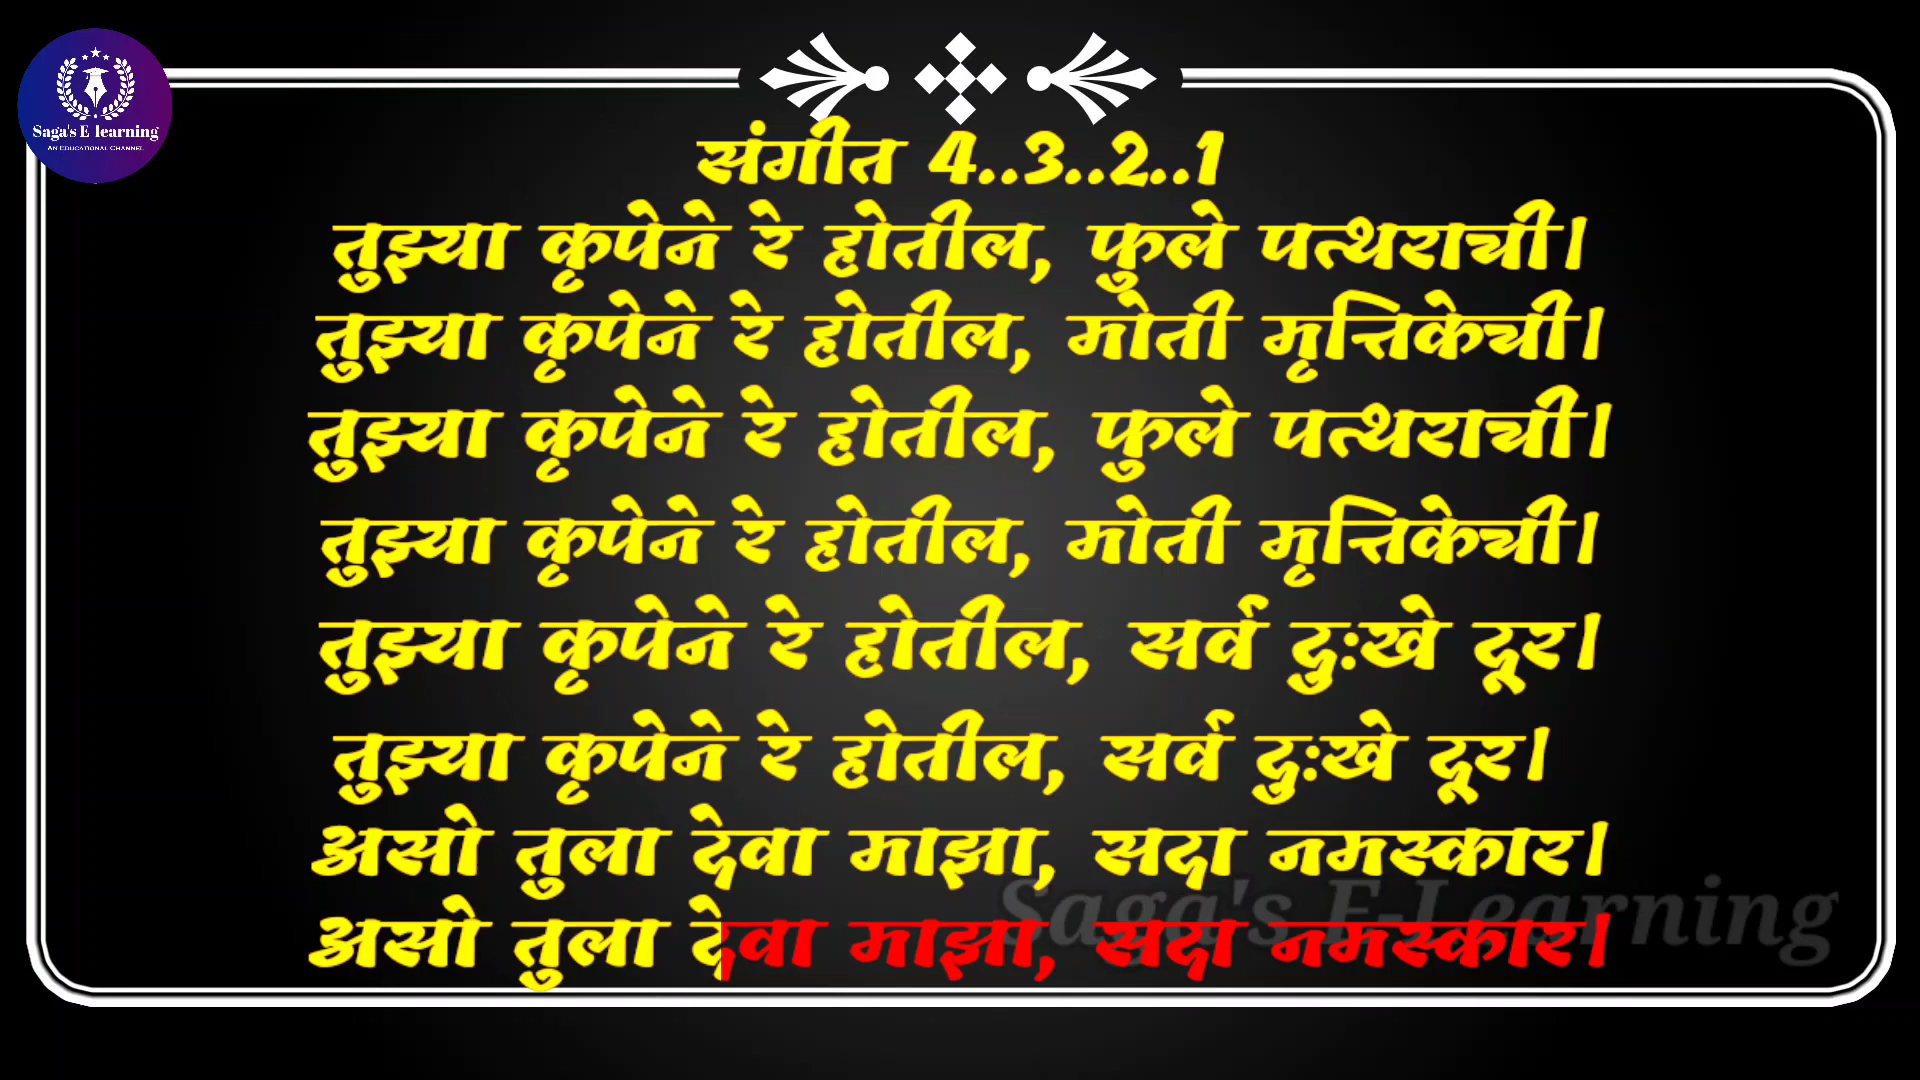 Saga's E learning
AN EDUCATIONAL CHANNEL
संगीत 4..3..2..1
तुझ्या कृपेने रे होतील, फुले पत्थराची।
तुझ्या कृपेने रे होतील, मोती मृत्तिकेची।
तुझ्या कृपेने रे होतील, फुले पत्थराची।
तुझ्या कृपेने रे होतील, मोती मृत्तिकेची।
तुझ्या कृपेने रे होतील, सर्व दुःखे दूर।
तुझ्या कृपेने रे होतील, सर्व दुःखे दूर।
असो तुला देवा माझा, सदा नमस्कार।
असो तुला देवा माझा, सदा नमस्कार।
Saga's E-Learning